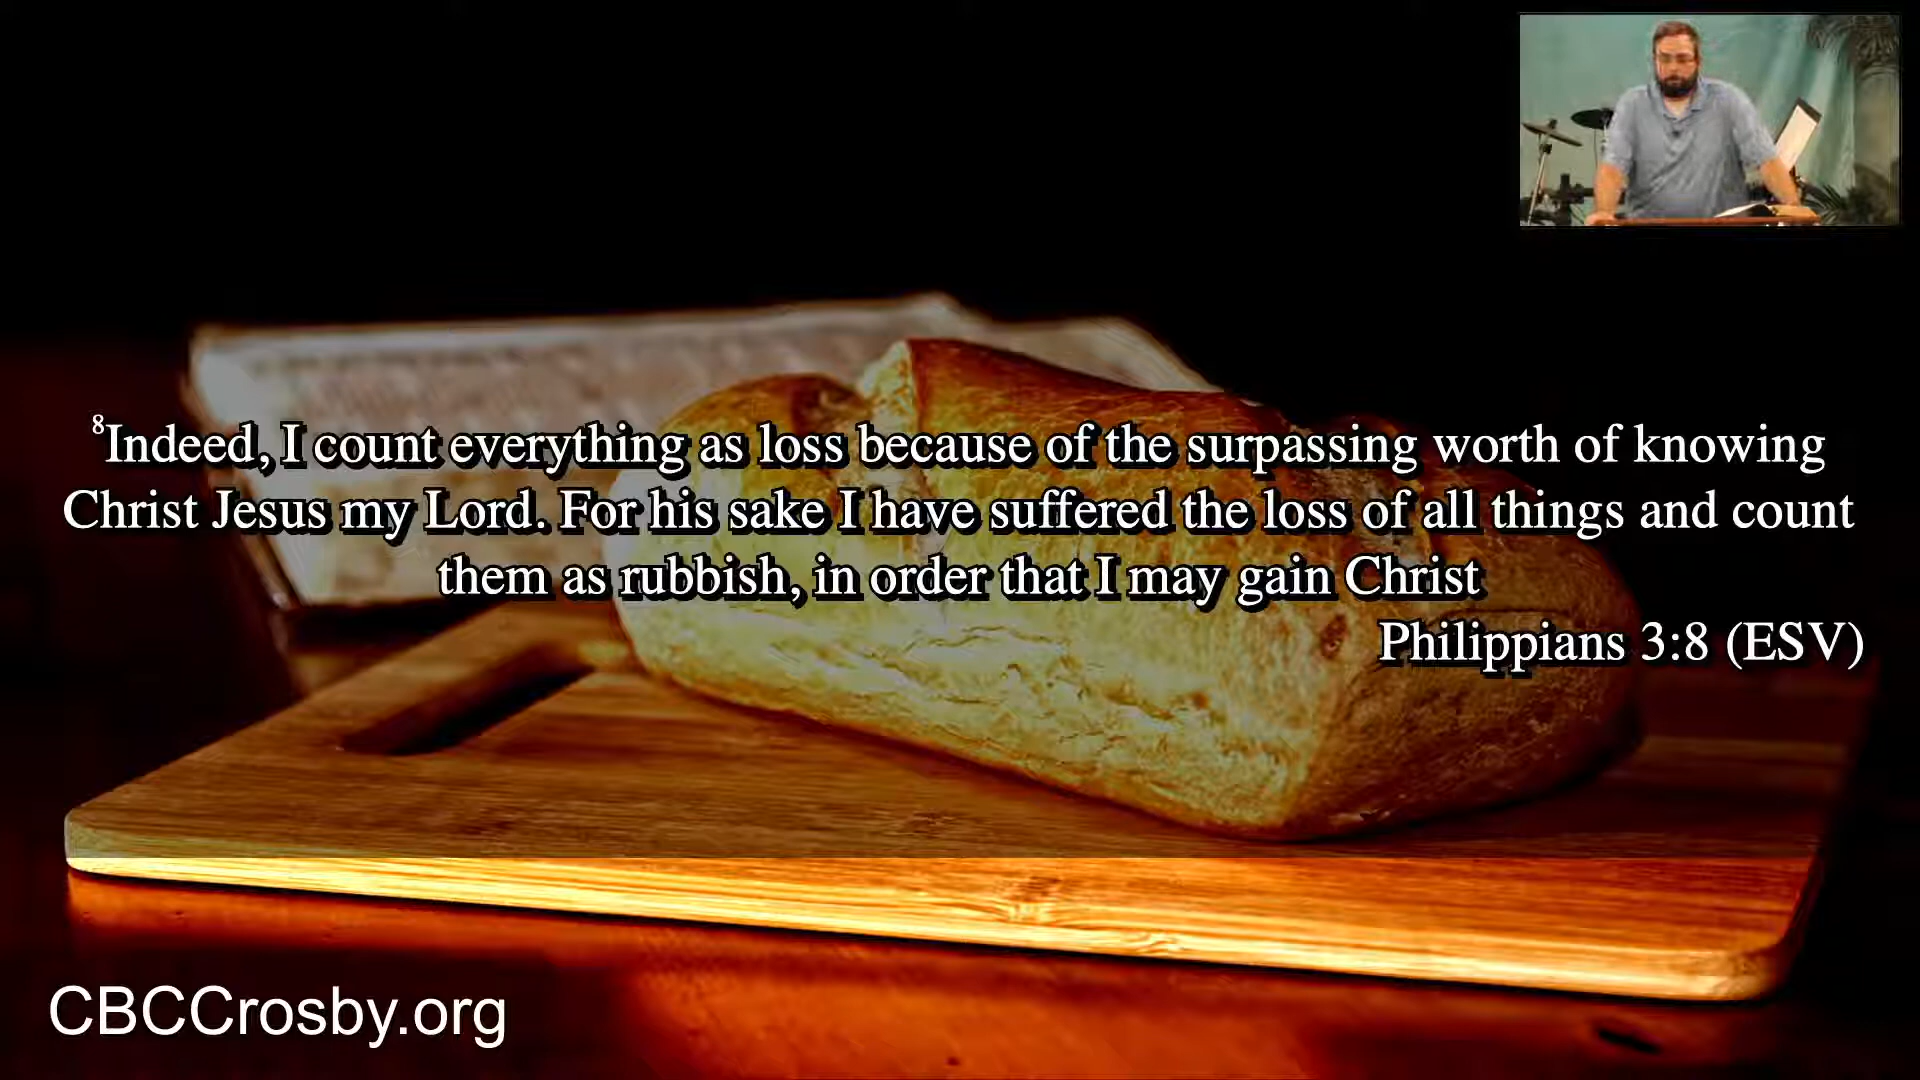 ⁸Indeed, I count everything as loss because of the surpassing worth of knowing
Christ Jesus my Lord. For his sake I have suffered the loss of all things and count
them as rubbish, in order that I may gain Christ
Philippians 3:8 (ESV)
CBCCrosby.org